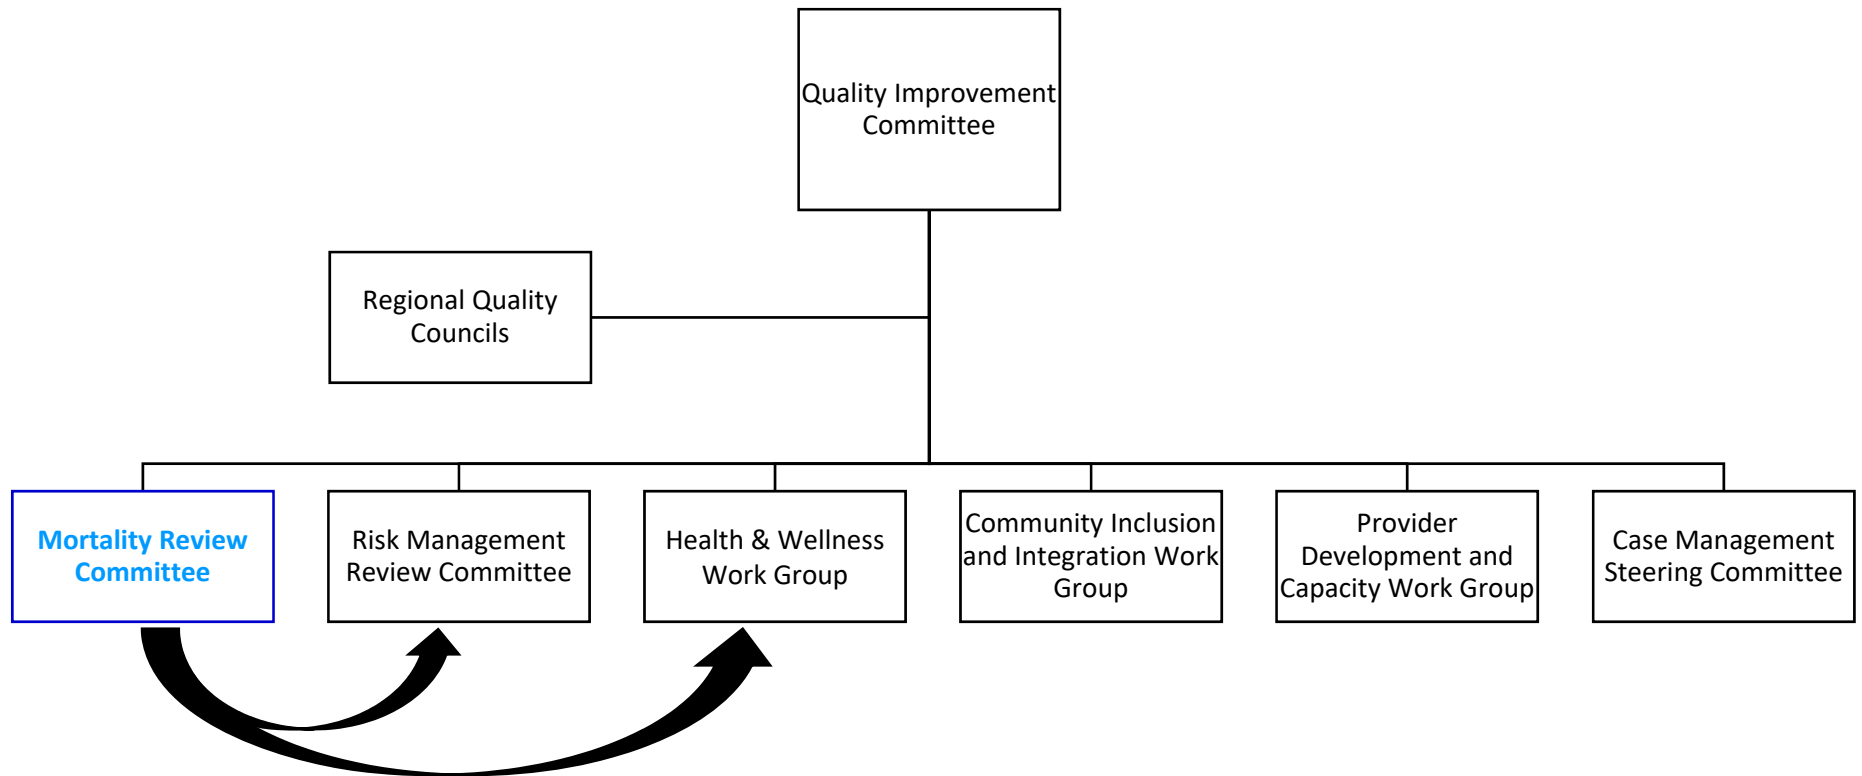 Quality Improvement
Committee
Regional Quality
Councils
Mortality Review
Committee
Risk Management
Review Committee
Health & Wellness
Work Group
Community Inclusion
and Integration Work
Group
Provider
Development and
Capacity Work Group
Case Management
Steering Committee